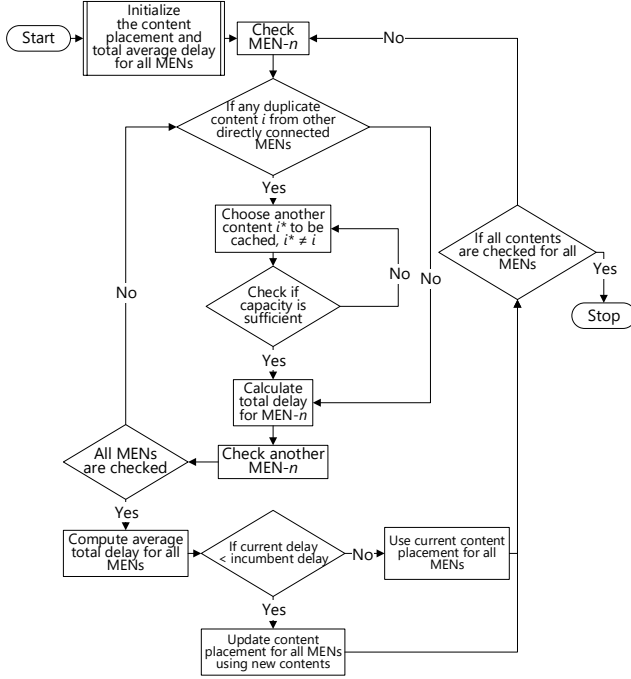 Start
Initialize
the content
placement and
total average delay
for all MENs
Check
MEN-n
No
If any duplicate
content i from other
directly connected
MENs
Yes
Choose another
content i* to be
cached, i* ≠ i
If all contents
are checked for all
MENs
No
No
No
Yes
Check if
capacity is
sufficient
Stop
Yes
Calculate
total delay
for MEN-n
All MENs
are checked
Check another
MEN-n
Yes
Compute average
total delay for all
MENs
If current delay
< incumbent delay
No
Use current content
placement for all
MENs
Yes
Update content
placement for all MENs
using new contents